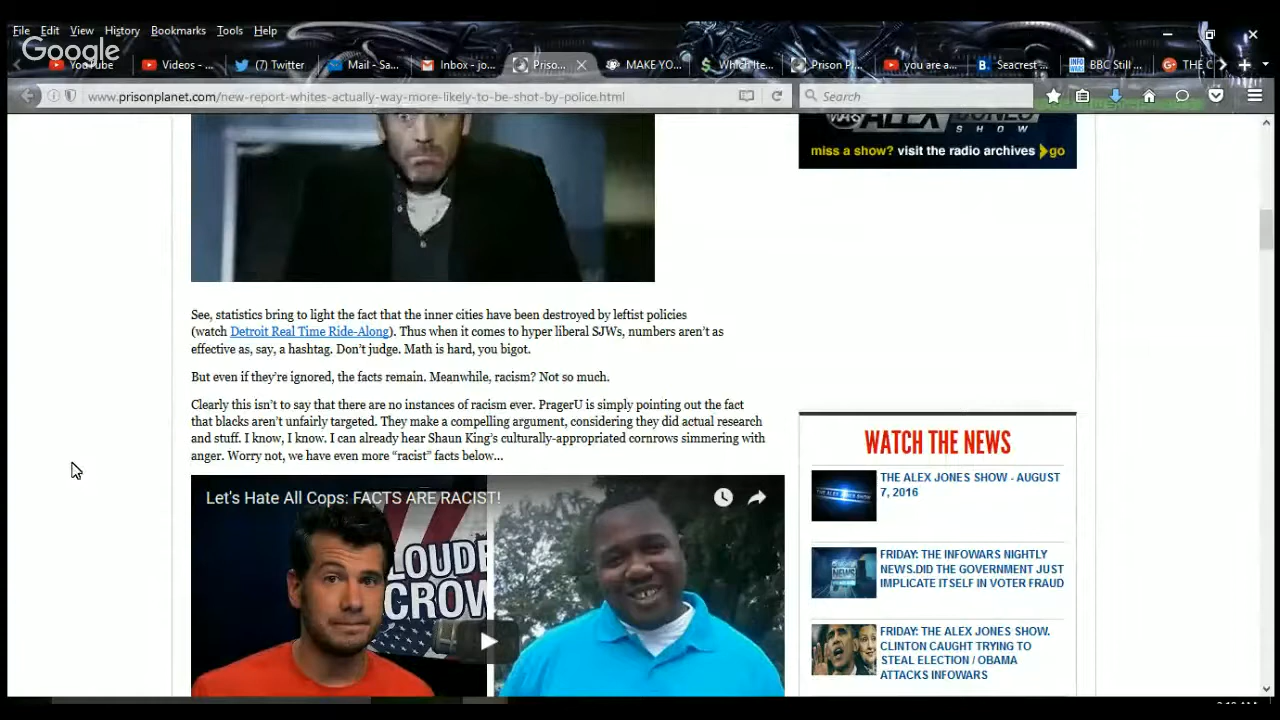 File Edit View History Bookmarks Tools Help
Google
YouTube
Videos - ...
(7) Twitter
Mail - Sa...
Inbox - jo...
Priso...
MAKE YO...
Which Ite...
Prison P...
you are a...
Seacrest ...
BBC Still ...
THE C
www.prisonplanet.com/new-report-whites-actually-way-more-likely-to-be-shot-by-police.html
Search
ALEX JONES
SHOW
miss a show? visit the radio archives go
See, statistics bring to light the fact that the inner cities have been destroyed by leftist policies
(watch Detroit Real Time Ride-Along). Thus when it comes to hyper liberal SJWs, numbers aren't as
effective as, say, a hashtag. Don't judge. Math is hard, you bigot.
But even if they're ignored, the facts remain. Meanwhile, racism? Not so much.
Clearly this isn't to say that there are no instances of racism ever. PragerU is simply pointing out the fact
that blacks aren't unfairly targeted. They make a compelling argument, considering they did actual research
and stuff. I know, I know. I can already hear Shaun King's culturally-appropriated cornrows simmering with
anger. Worry not, we have even more “racist” facts below...
Let's Hate All Cops: FACTS ARE RACIST!
LOUDE
CROW
WATCH THE NEWS
THE ALEX JONES SHOW - AUGUST
7, 2016
FRIDAY: THE INFOWARS NIGHTLY
NEWS.DID THE GOVERNMENT JUST
IMPLICATE ITSELF IN VOTER FRAUD
FRIDAY: THE ALEX JONES SHOW.
CLINTON CAUGHT TRYING TO
STEAL ELECTION / OBAMA
ATTACKS INFOWARS